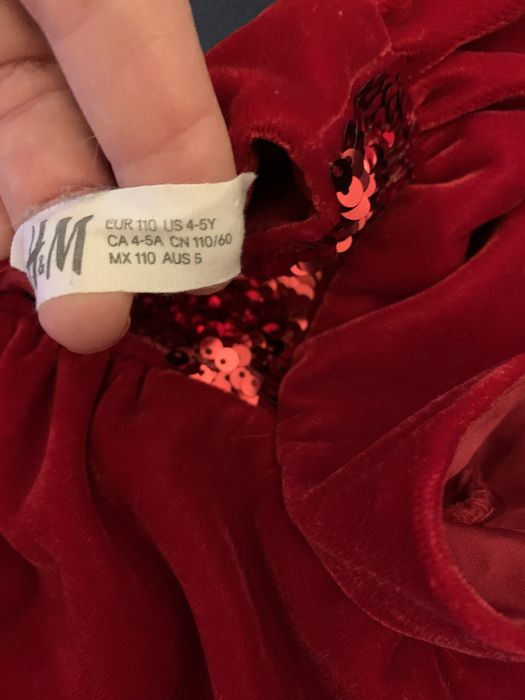 H&M
EUR 110 US 4-5Y
CA 4-5A CN 110/60
MX 110 AUS 5